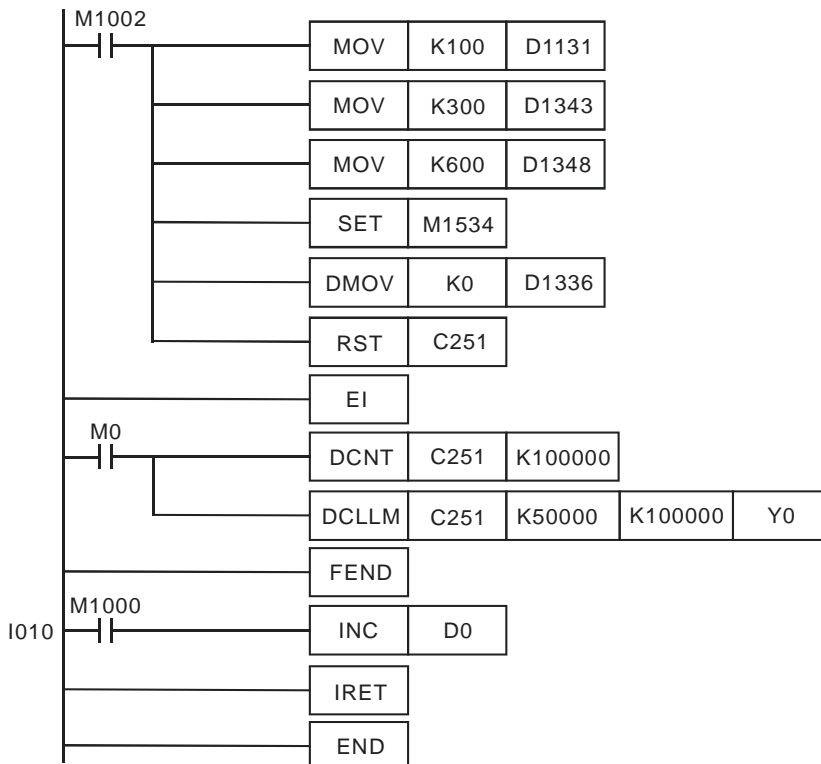 M1002
MOV K100 D1131
MOV K300 D1343
MOV K600 D1348
SET M1534
DMOV K0 D1336
RST C251
EI
M0
DCNT C251 K100000
DCLLM C251 K50000 K100000 Y0
FEND
M1000
I010 INC D0
IRET
END